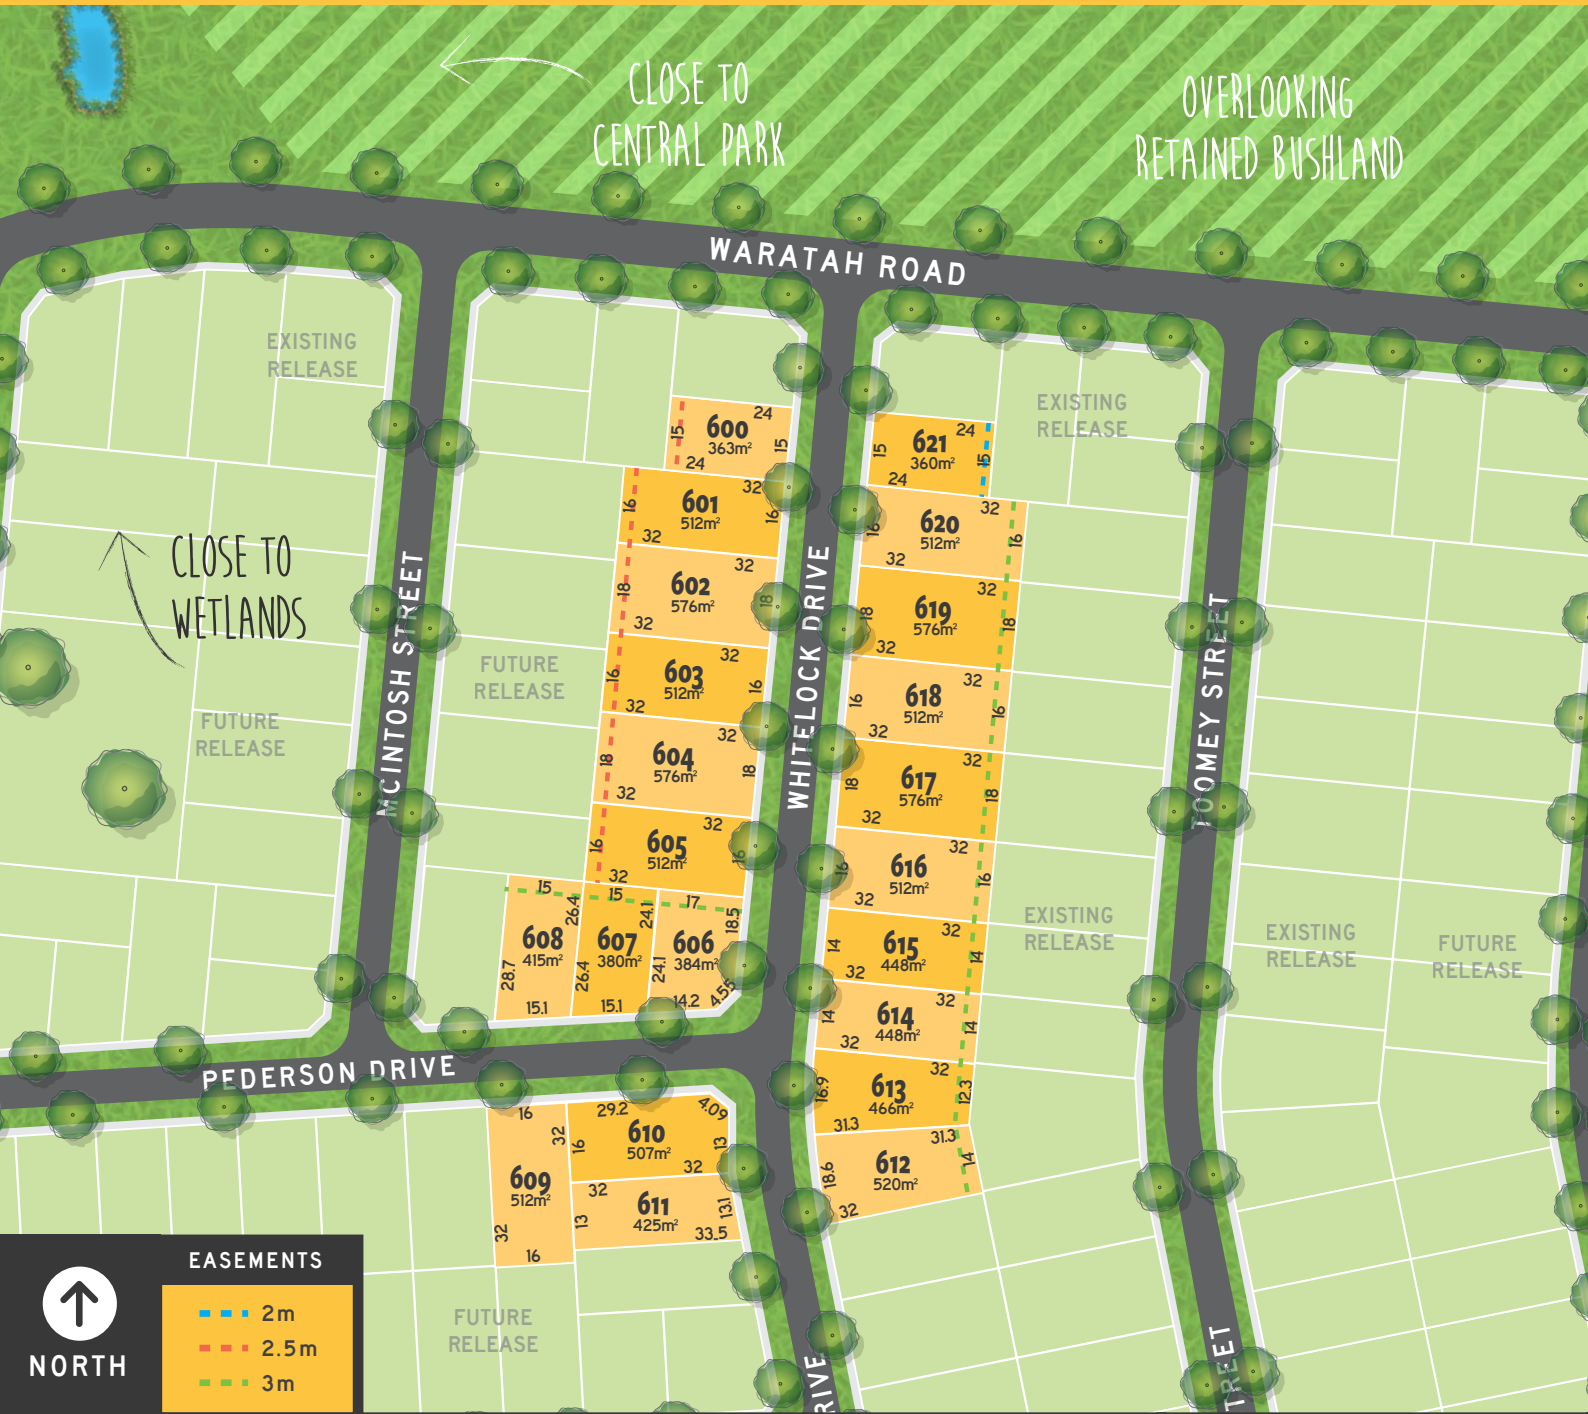 CLOSE TO
CENTRAL PARK
OVERLOOKING
RETAINED BUSHLAND
WARATAH ROAD
EXISTING
RELEASE
EXISTING
RELEASE
24
600
363m²
15
15
24
24
621
360m²
15
15
24
32
601
512m²
16
16
32
32
620
512m²
16
16
32
CLOSE TO
WETLANDS
MCINTOSH STREET
WHITELOCK DRIVE
TOOMEY STREET
32
602
576m²
18
18
32
32
619
576m²
18
18
32
FUTURE
RELEASE
32
603
512m²
16
16
32
32
618
512m²
16
16
32
FUTURE
RELEASE
32
604
576m²
18
18
32
32
617
576m²
18
18
32
32
605
512m²
16
16
32
32
616
512m²
16
16
32
15
26.4
608
415m²
28.7
15.1
15
24.1
607
380m²
26.4
15.1
17
18.5
606
384m²
24.1
14.2
4.55
32
615
448m²
14
14
32
EXISTING
RELEASE
EXISTING
RELEASE
FUTURE
RELEASE
32
614
448m²
14
14
32
PEDERSON DRIVE
32
613
466m²
16.9
12.3
31.3
16
32
609
512m²
32
16
29.2
4.09
610
507m²
16
13
32
32
611
425m²
13
13.1
33.5
31.3
612
520m²
18.6
14
32
FUTURE
RELEASE
NORTH
EASEMENTS
2m
2.5m
3m
RIVE
TREET